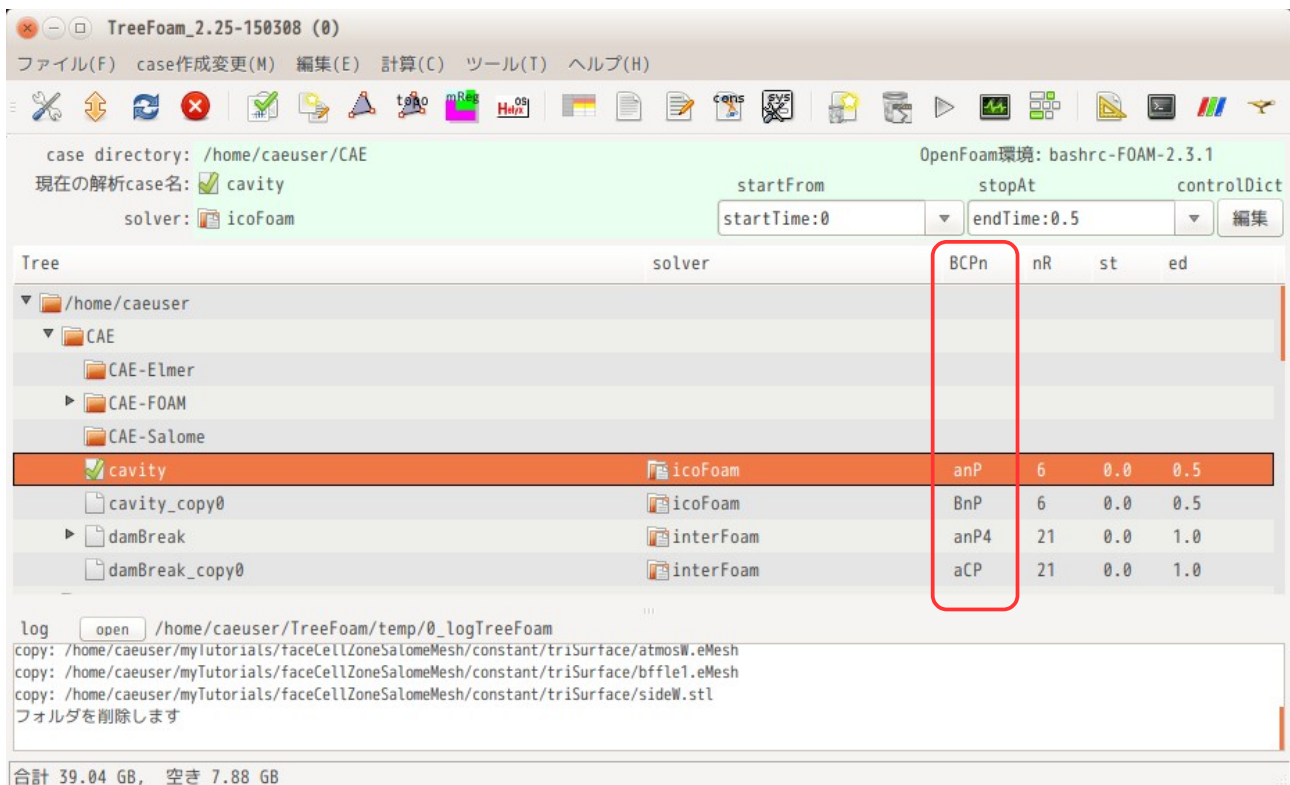 TreeFoam_2.25-150308 (0)
ファイル(F) case作成変更(M) 編集(E) 計算(C) ツール(T) ヘルプ(H)
topo mReg Helyx OS cons sys
case directory: /home/caeuser/CAE OpenFoam環境: bashrc-FOAM-2.3.1
現在の解析case名: cavity startFrom stopAt controlDict
solver: icoFoam startTime:0 endTime:0.5 編集
Tree solver BCPn nR st ed
/home/caeuser
CAE
CAE-Elmer
CAE-FOAM
CAE-Salome
cavity icoFoam anP 6 0.0 0.5
cavity_copy0 icoFoam BnP 6 0.0 0.5
damBreak interFoam anP4 21 0.0 1.0
damBreak_copy0 interFoam aCP 21 0.0 1.0
log open /home/caeuser/TreeFoam/temp/0_logTreeFoam
copy: /home/caeuser/myTutorials/faceCellZoneSalomeMesh/constant/triSurface/atmosW.eMesh
copy: /home/caeuser/myTutorials/faceCellZoneSalomeMesh/constant/triSurface/bffle1.eMesh
copy: /home/caeuser/myTutorials/faceCellZoneSalomeMesh/constant/triSurface/sideW.stl
フォルダを削除します
合計 39.04 GB, 空き 7.88 GB